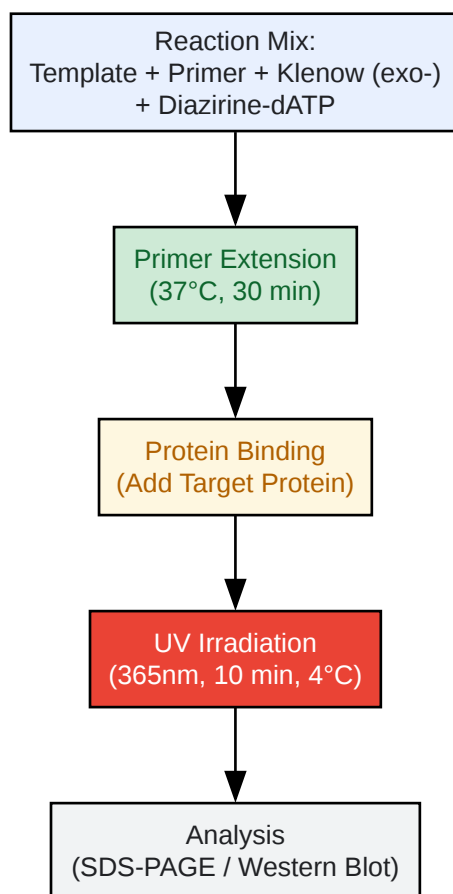 Reaction Mix:
Template + Primer + Klenow (exo-)
+ Diazirine-dATP
Primer Extension
(37°C, 30 min)
Protein Binding
(Add Target Protein)
UV Irradiation
(365nm, 10 min, 4°C)
Analysis
(SDS-PAGE / Western Blot)